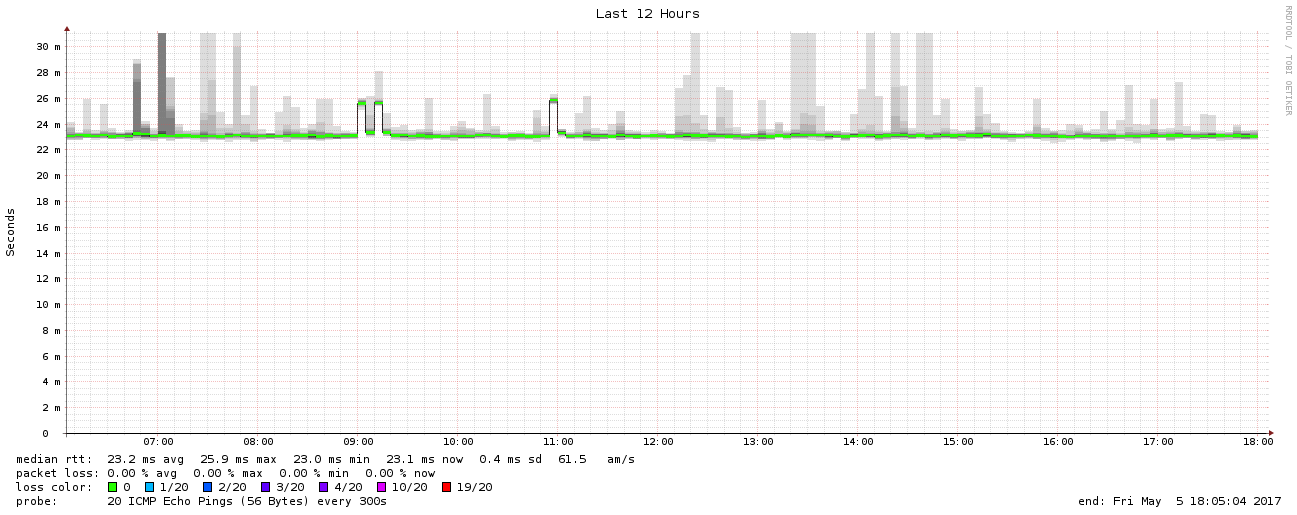 Last 12 Hours
RRDTOOL / TOBI OETIKER
Seconds
30 m
28 m
26 m
24 m
22 m
20 m
18 m
16 m
14 m
12 m
10 m
8 m
6 m
4 m
2 m
0
07:00 08:00 09:00 10:00 11:00 12:00 13:00 14:00 15:00 16:00 17:00 18:00
median rtt: 23.2 ms avg 25.9 ms max 23.0 ms min 23.1 ms now 0.4 ms sd 61.5 am/s
packet loss: 0.00 % avg 0.00 % max 0.00 % min 0.00 % now
loss color: 0 1/20 2/20 3/20 4/20 10/20 19/20
probe: 20 ICMP Echo Pings (56 Bytes) every 300s end: Fri May 5 18:05:04 2017